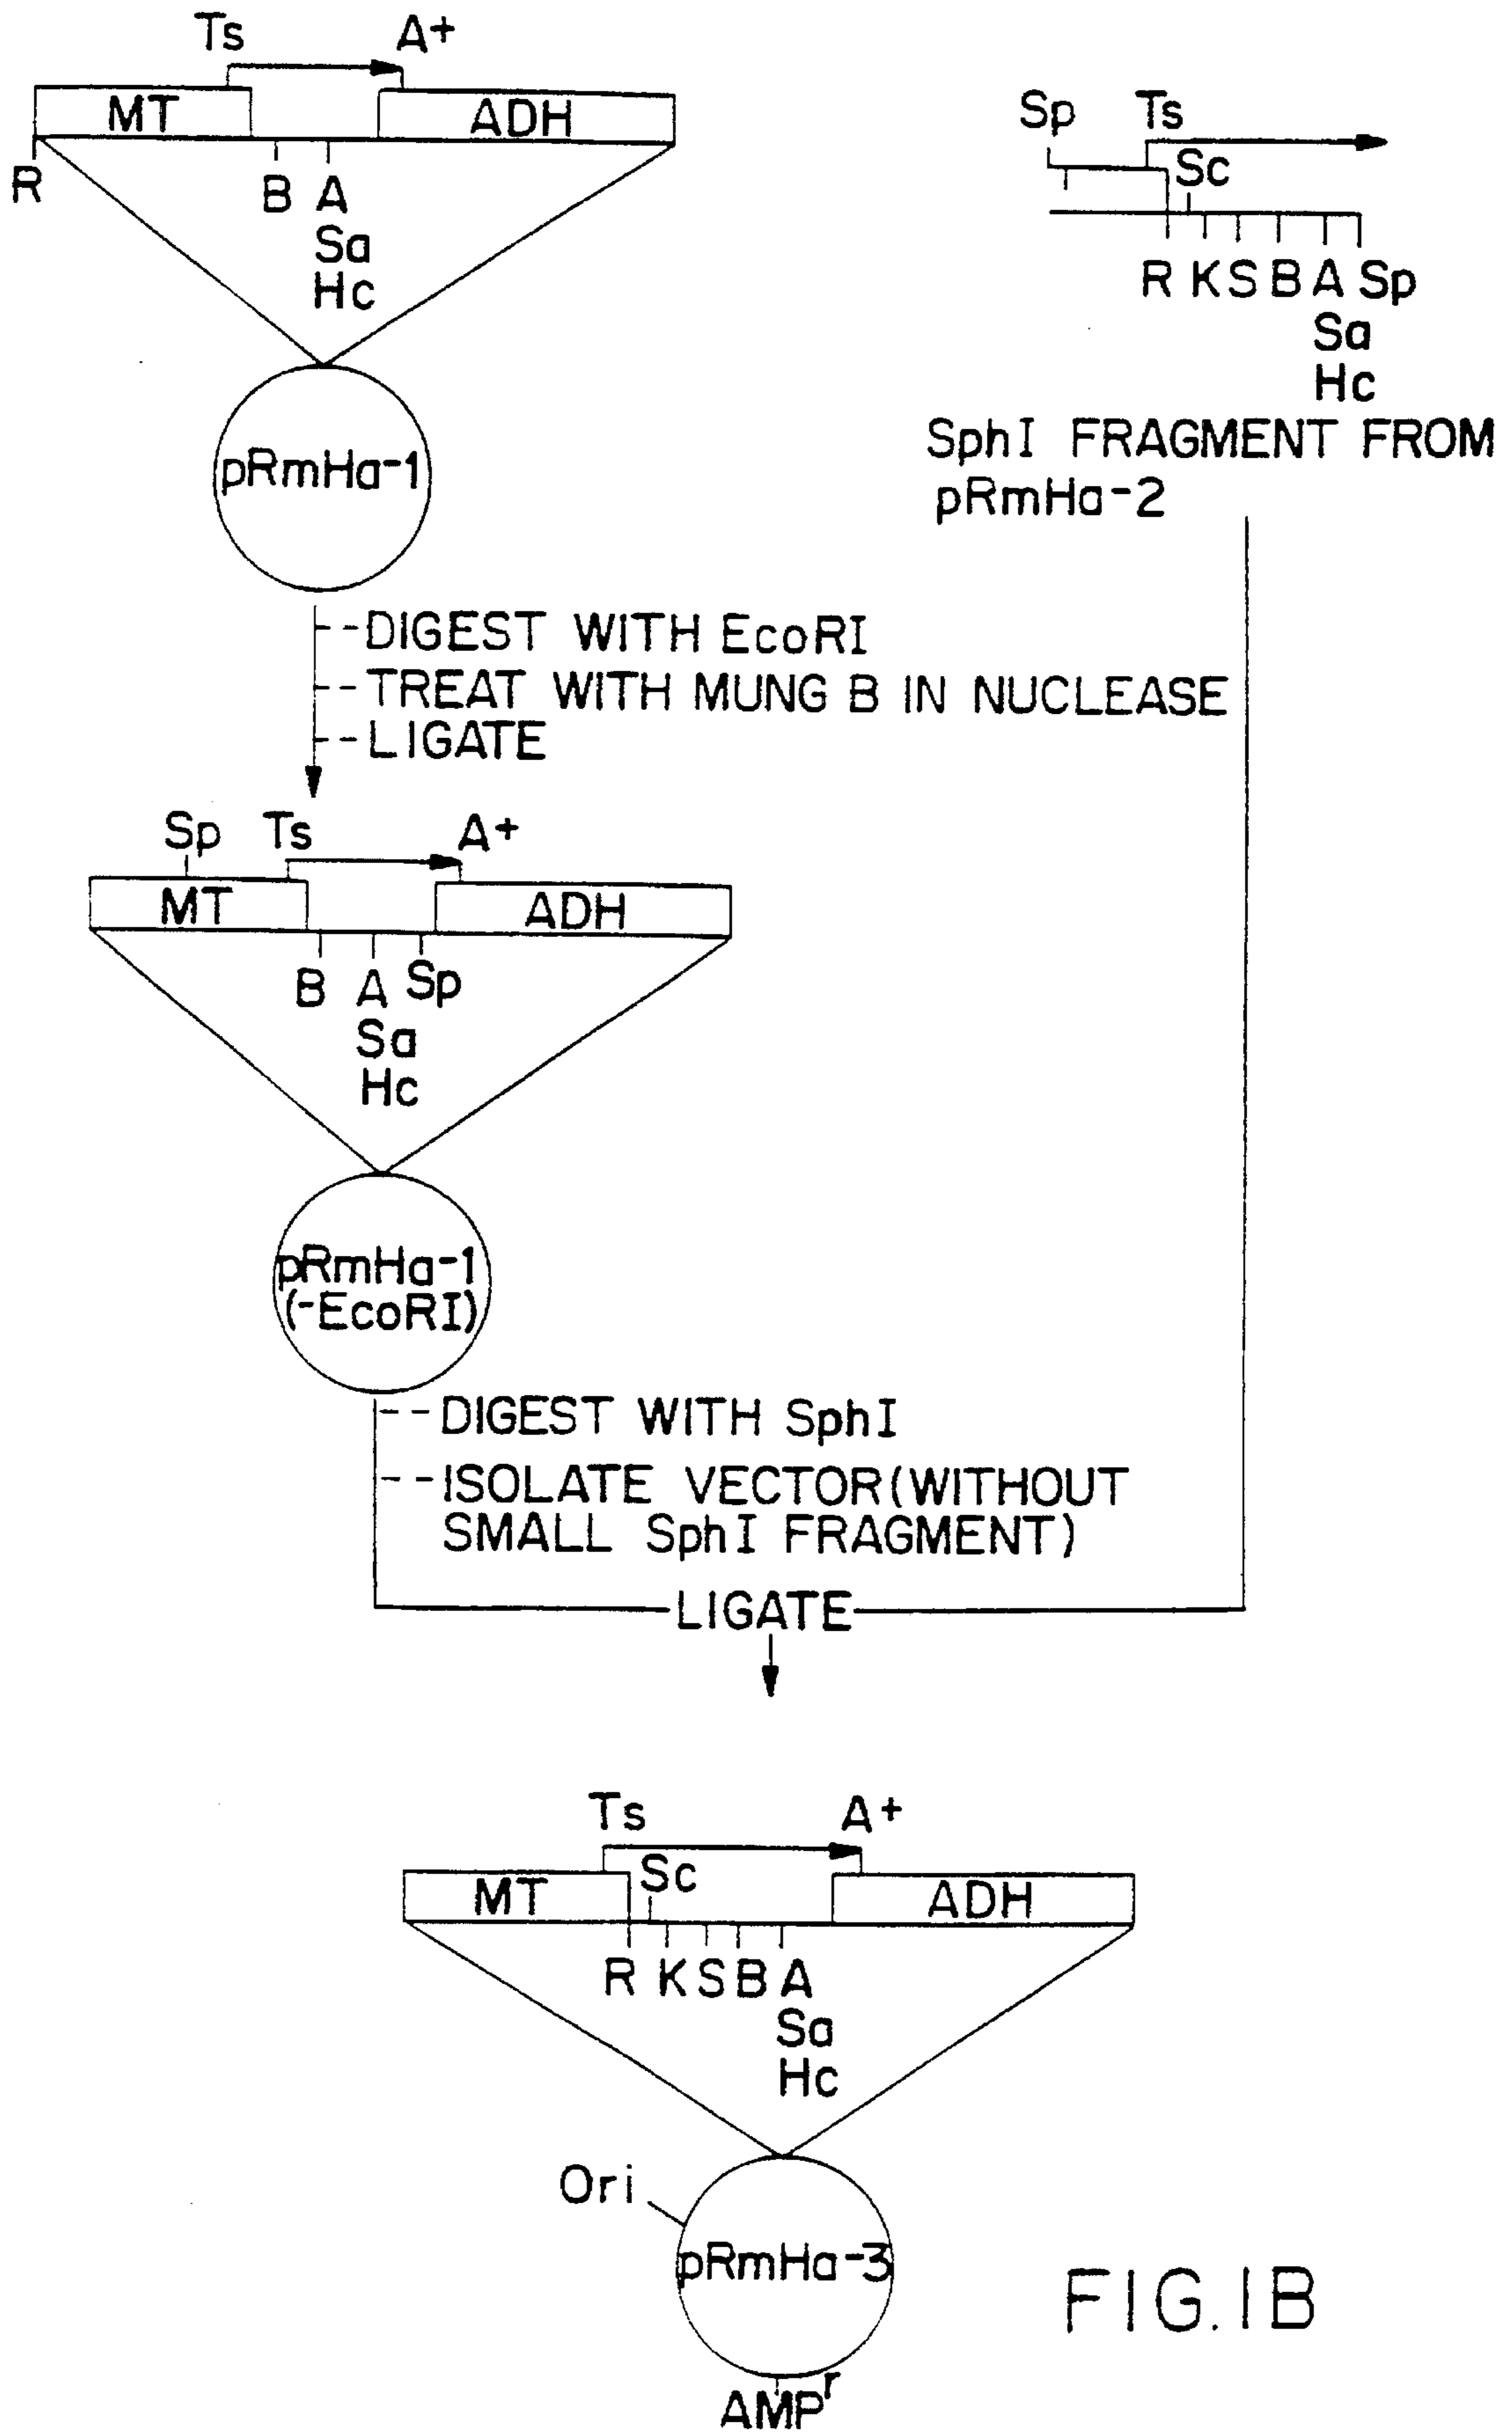 Ts A+
MT ADH
R B A
Sa
Hc
pRmHa-1
Sp Ts
Sc
R K S B A Sp
Sa
Hc
SphI FRAGMENT FROM
pRmHa-2
DIGEST WITH EcoRI
TREAT WITH MUNG B IN NUCLEASE
LIGATE
Sp Ts A+
MT ADH
B A Sp
Sa
Hc
pRmHa-1
(-EcoRI)
DIGEST WITH SphI
ISOLATE VECTOR(WITHOUT
SMALL SphI FRAGMENT)
LIGATE
Ts A+
MT Sc ADH
R K S B A
Sa
Hc
Ori
pRmHa-3
AMPr
FIG. 1B